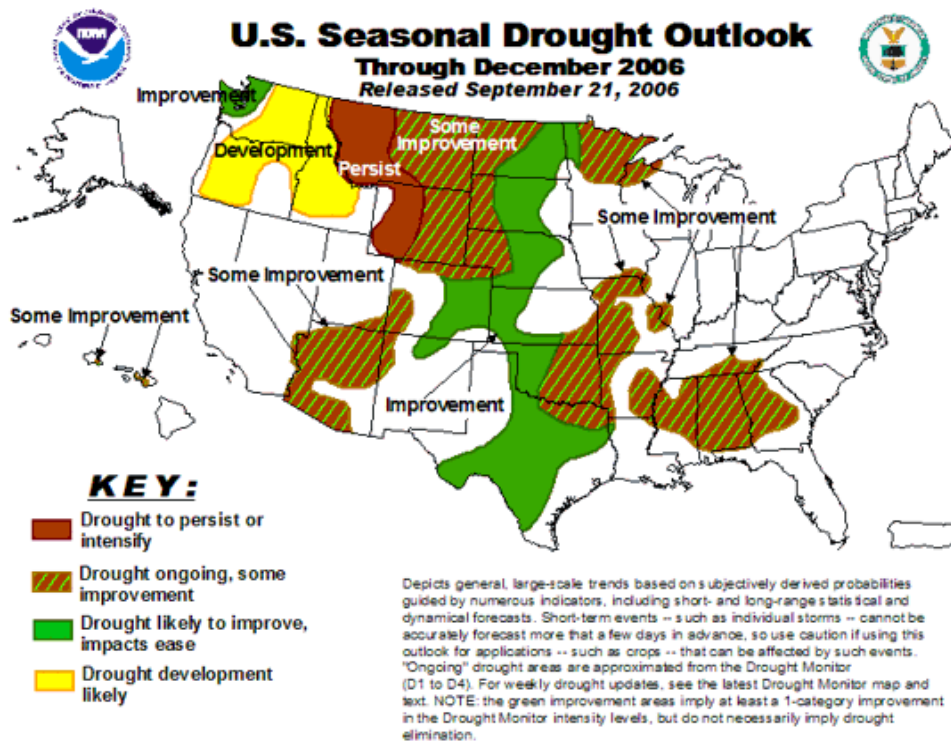 U.S. Seasonal Drought Outlook
Through December 2006
Released September 21, 2006
NOAA
Improvement
Development
Persist
Some
Improvement
Some Improvement
Some Improvement
Some Improvement
Improvement
KEY:
Drought to persist or
intensify
Drought ongoing, some
improvement
Drought likely to improve,
impacts ease
Drought development
likely
Depicts general, large-scale trends based on subjectively derived probabilities
guided by numerous indicators, including short- and long-range statistical and
dynamical forecasts. Short-term events -- such as individual storms -- cannot be
accurately forecast more that a few days in advance, so use caution if using this
outlook for applications -- such as crops -- that can be affected by such events.
"Ongoing" drought areas are approximated from the Drought Monitor
(D1 to D4). For weekly drought updates, see the latest Drought Monitor map and
text. NOTE: the green improvement areas imply at least a 1-category improvement
in the Drought Monitor intensity levels, but do not necessarily imply drought
elimination.